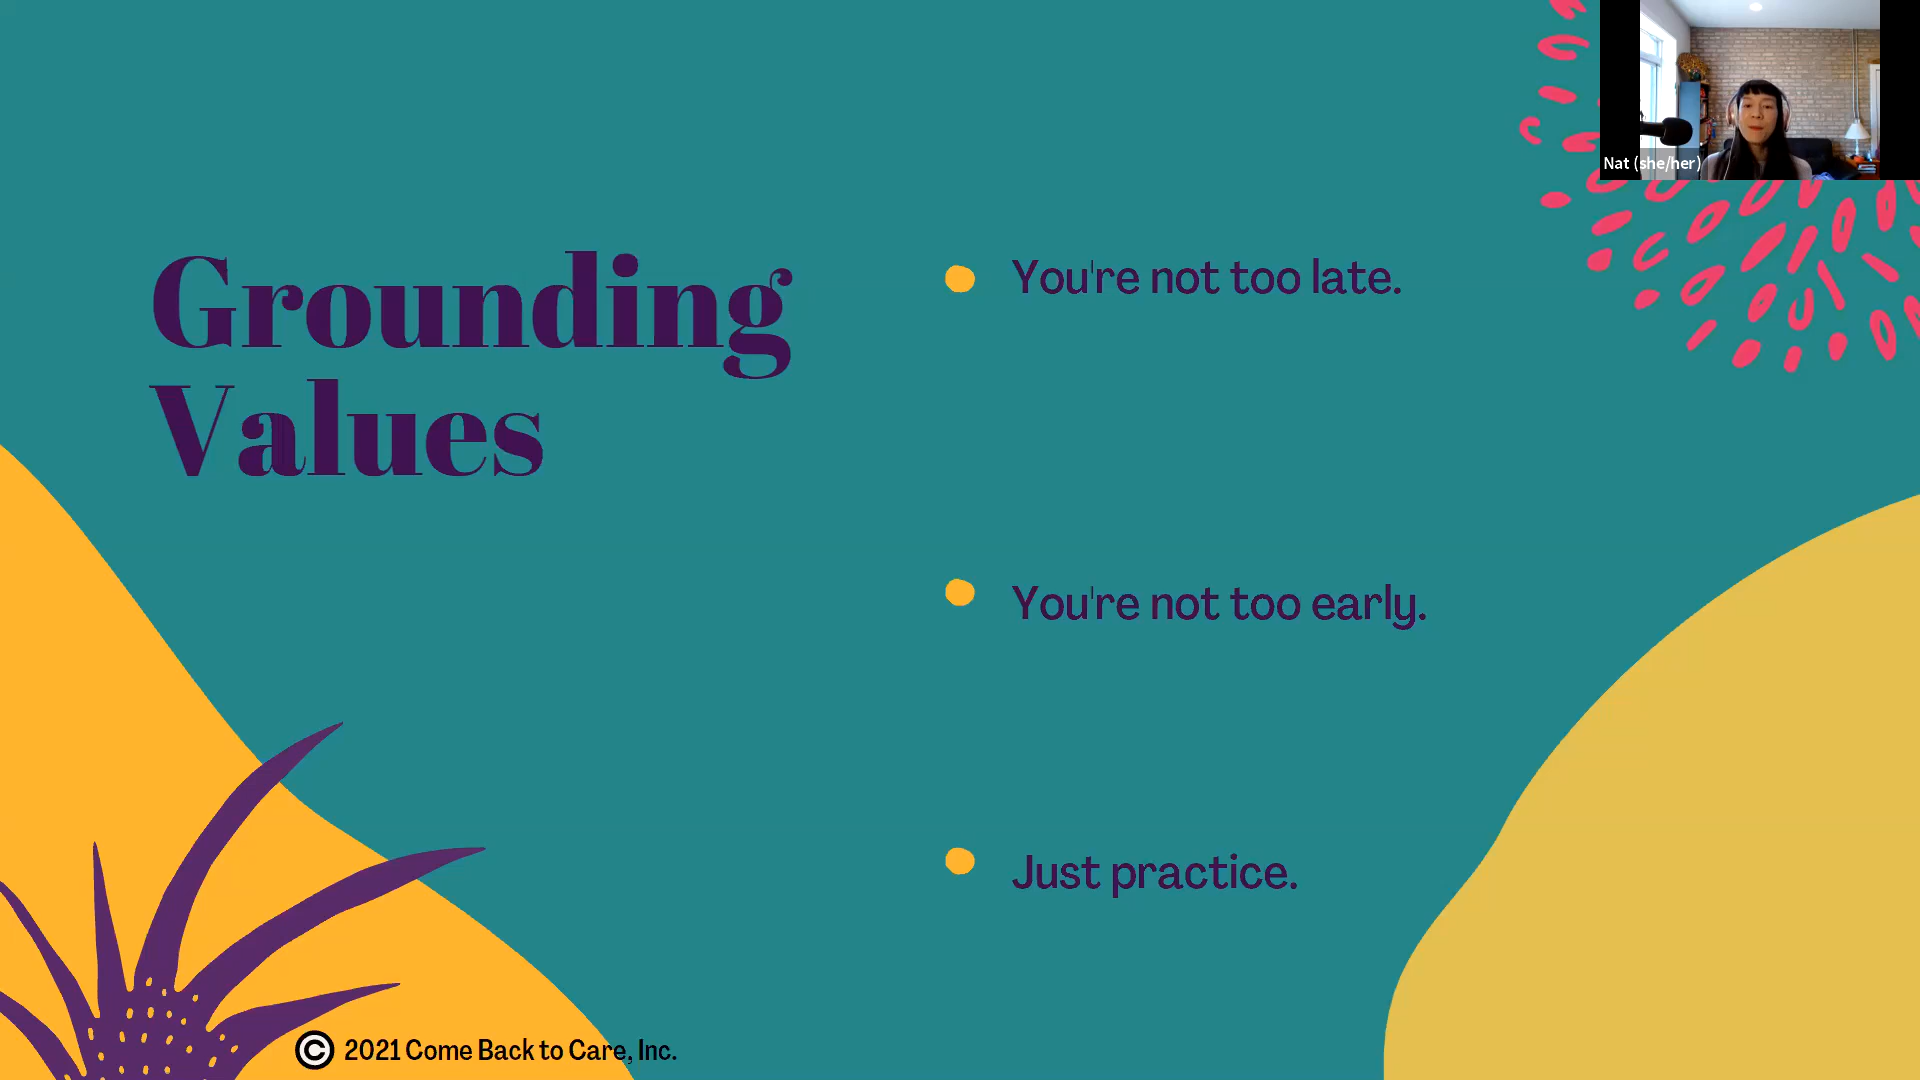 Nat (she/her)
Grounding
Values
You're not too late.
You're not too early.
Just practice.
© 2021 Come Back to Care, Inc.